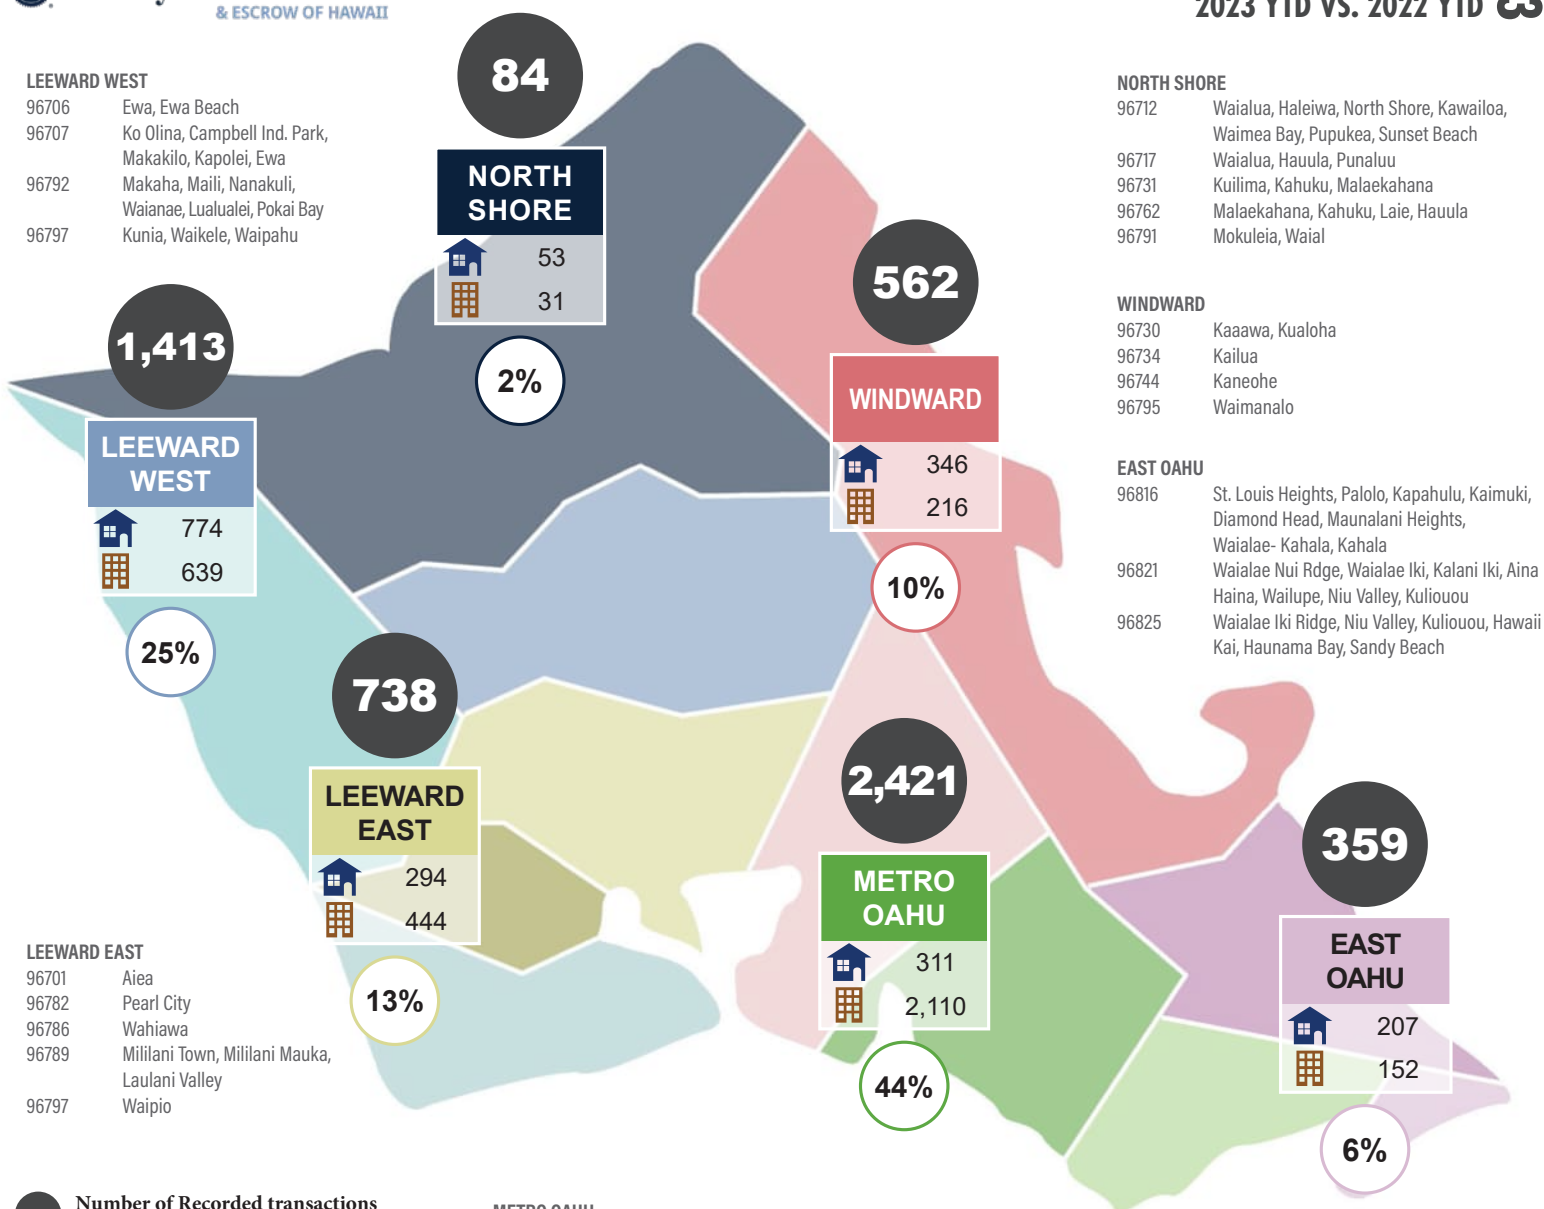 & ESCROW OF HAWAII
2023 YTD VS. 2022 YTD
LEEWARD WEST
96706 Ewa, Ewa Beach
96707 Ko Olina, Campbell Ind. Park,
Makakilo, Kapolei, Ewa
96792 Makaha, Maili, Nanakuli,
Waianae, Lualualei, Pokai Bay
96797 Kunia, Waikele, Waipahu
84
NORTH
SHORE
53
31
2%
NORTH SHORE
96712 Waialua, Haleiwa, North Shore, Kawailoa,
Waimea Bay, Pupukea, Sunset Beach
96717 Waialua, Hauula, Punaluu
96731 Kuilima, Kahuku, Malaekahana
96762 Malaekahana, Kahuku, Laie, Hauula
96791 Mokuleia, Waial
WINDWARD
96730 Kaaawa, Kualoha
96734 Kailua
96744 Kaneohe
96795 Waimanalo
EAST OAHU
96816 St. Louis Heights, Palolo, Kapahulu, Kaimuki,
Diamond Head, Maunalani Heights,
Waialae- Kahala, Kahala
96821 Waialae Nui Rdge, Waialae Iki, Kalani Iki, Aina
Haina, Wailupe, Niu Valley, Kuliouou
96825 Waialae Iki Ridge, Niu Valley, Kuliouou, Hawaii
Kai, Haunama Bay, Sandy Beach
562
WINDWARD
346
216
10%
1,413
LEEWARD
WEST
774
639
25%
738
LEEWARD
EAST
294
444
13%
2,421
METRO
OAHU
311
2,110
44%
359
EAST
OAHU
207
152
6%
LEEWARD EAST
96701 Aiea
96782 Pearl City
96786 Wahiawa
96789 Mililani Town, Mililani Mauka,
Laulani Valley
96797 Waipio
Number of Recorded transactions
METRO OAHU